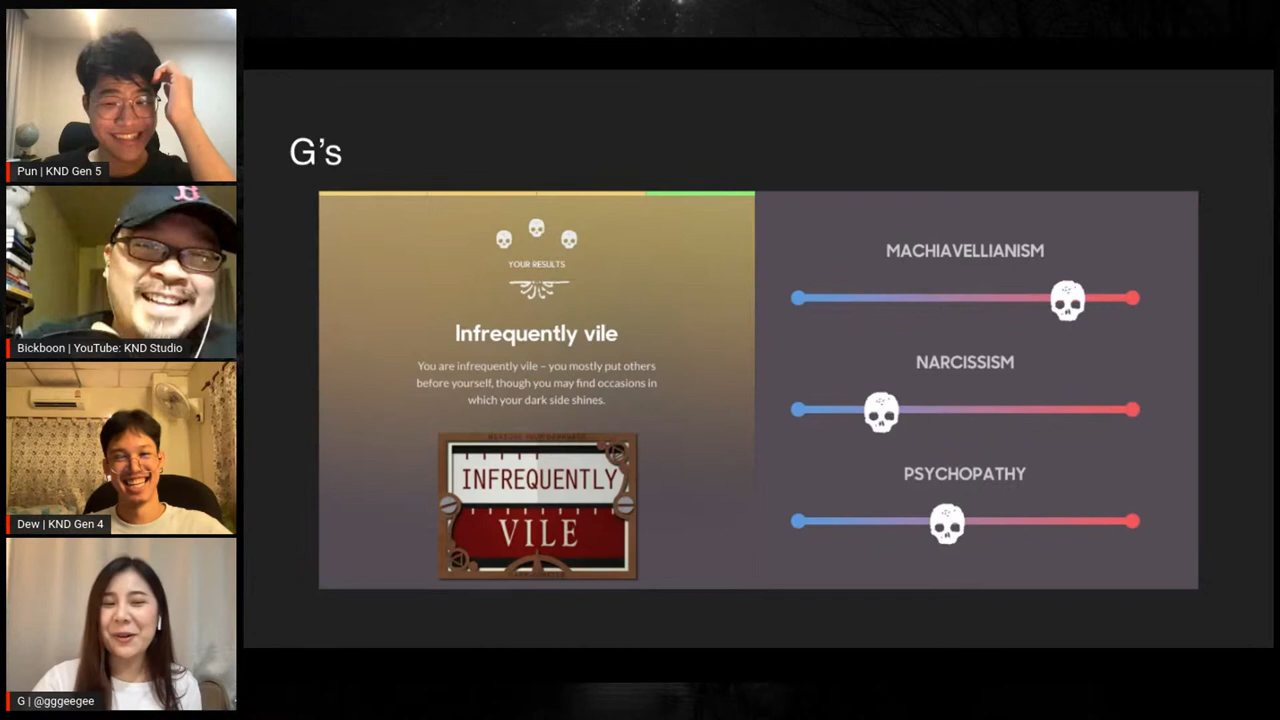 Pun | KND Gen 5
Bickboon | YouTube: KND Studio
Dew | KND Gen 4
G | @gggeegee
G's
YOUR RESULTS
Infrequently vile
You are infrequently vile – you mostly put others
before yourself, though you may find occasions in
which your dark side shines.
INFREQUENTLY
VILE
MACHIAVELLIANISM
NARCISSISM
PSYCHOPATHY